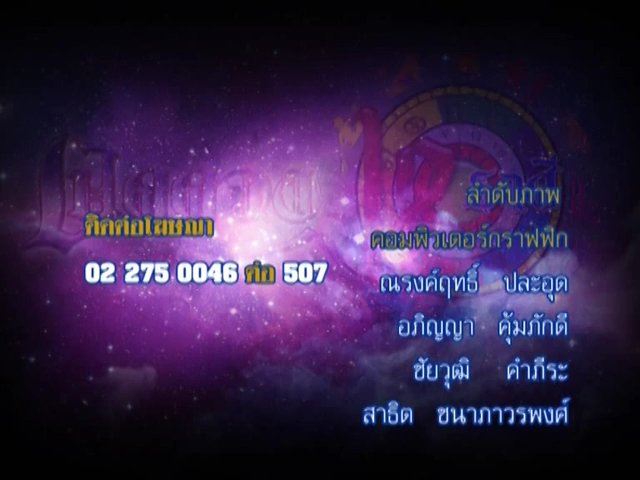 ติดต่อโฆษณา
02 275 0046 ต่อ 507
ลำดับภาพ
คอมพิวเตอร์กราฟฟิก
ณรงค์ฤทธิ์ ปละอุด
อภิญญา คุ้มภักดี
ชัยวุฒิ คำภีระ
สาธิต ชนาภาวรพงศ์